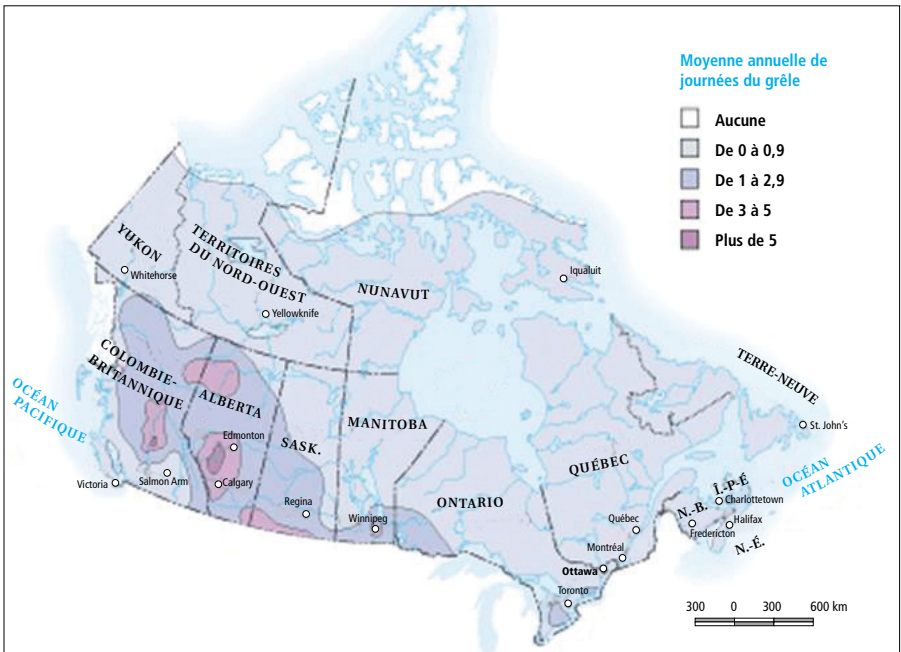 Moyenne annuelle de
journées du grêle
Aucune
De 0 à 0,9
De 1 à 2,9
De 3 à 5
Plus de 5
YUKON
Whitehorse
TERRITOIRES
DU NORD-OUEST
Yellowknife
NUNAVUT
Iqualuit
OCÉAN
PACIFIQUE
COLOMBIE-
BRITANNIQUE
ALBERTA
Edmonton
Calgary
Salmon Arm
Victoria
SASK.
Regina
MANITOBA
Winnipeg
ONTARIO
Ottawa
Toronto
QUÉBEC
Québec
Montréal
TERRE-NEUVE
St. John's
OCÉAN
ATLANTIQUE
Î.-P-É
Charlottetown
N.-B.
Fredericton
Halifax
N.-É.
300 0 300 600 km